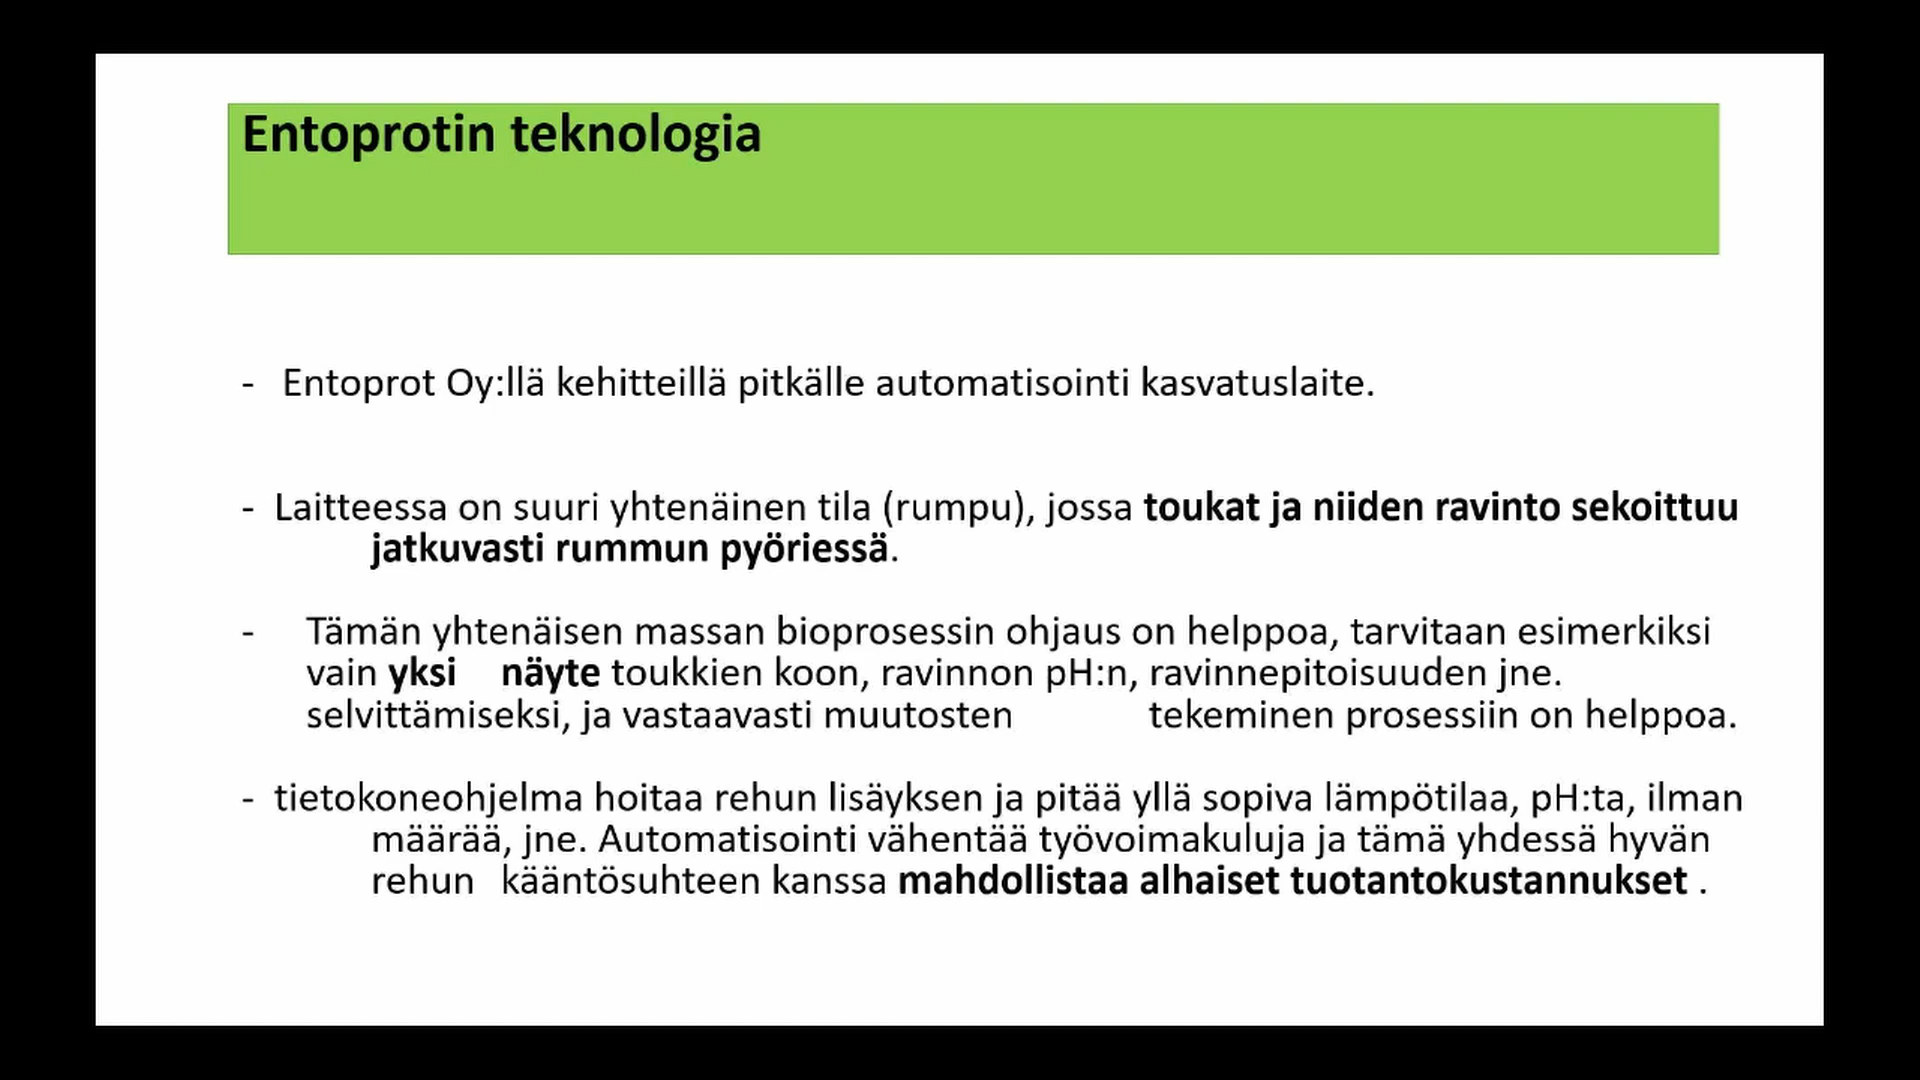 Entoprotin teknologia
- Entoprot Oy:llä kehitteillä pitkälle automatisointi kasvatuslaite.
- Laitteessa on suuri yhtenäinen tila (rumpu), jossa toukat ja niiden ravinto sekoittuu
jatkuvasti rummun pyöriessä.
- Tämän yhtenäisen massan bioprosessin ohjaus on helppoa, tarvitaan esimerkiksi
vain yksi näyte toukkien koon, ravinnon pH:n, ravinnepitoisuuden jne.
selvittämiseksi, ja vastaavasti muutosten tekeminen prosessiin on helppoa.
- tietokoneohjelma hoitaa rehun lisäyksen ja pitää yllä sopiva lämpötilaa, pH:ta, ilman
määrää, jne. Automatisointi vähentää työvoimakuluja ja tämä yhdessä hyvän
rehun kääntösuhteen kanssa mahdollistaa alhaiset tuotantokustannukset .